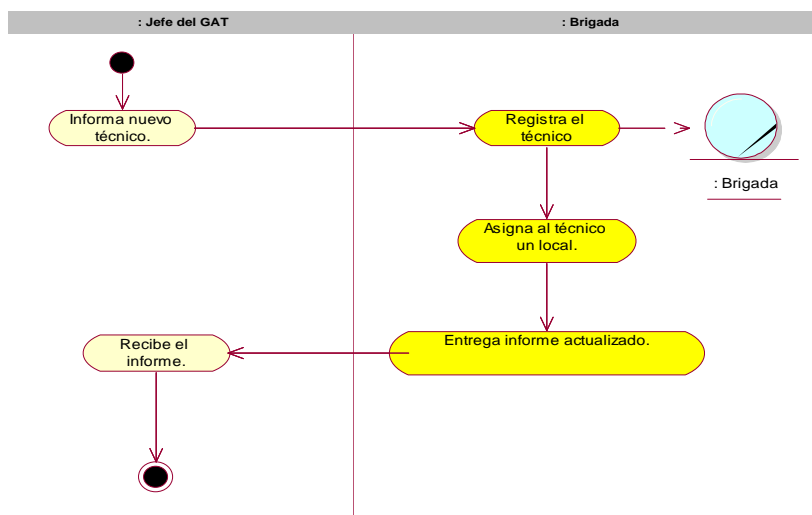 : Jefe del GAT
: Brigada
Informa nuevo
técnico.
Registra el
técnico
: Brigada
Asigna al técnico
un local.
Entrega informe actualizado.
Recibe el
informe.